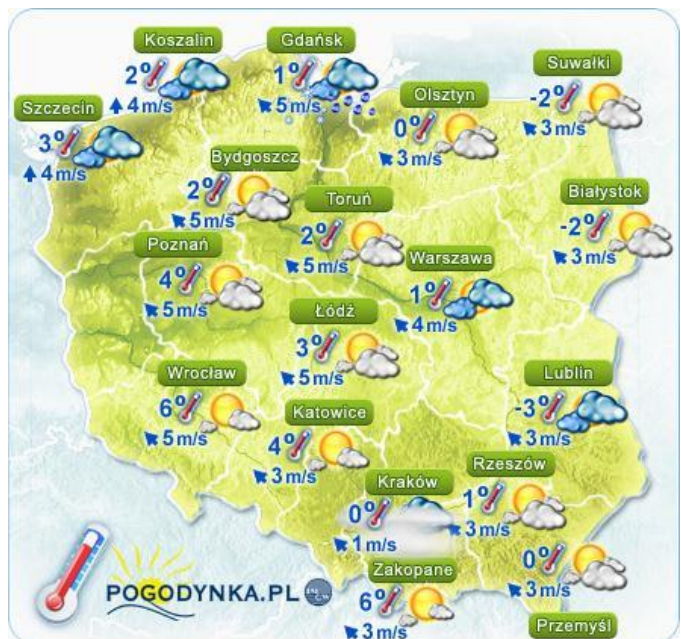 Koszalin
2°
4 m/s
Gdańsk
1°
5 m/s
Suwałki
-2°
3 m/s
Szczecin
3°
4 m/s
Olsztyn
0°
3 m/s
Bydgoszcz
2°
5 m/s
Toruń
2°
5 m/s
Białystok
-2°
3 m/s
Poznań
4°
5 m/s
Warszawa
1°
4 m/s
Łódź
3°
5 m/s
Wrocław
6°
5 m/s
Katowice
4°
3 m/s
Lublin
-3°
3 m/s
Kraków
0°
1 m/s
Rzeszów
1°
3 m/s
Zakopane
6°
3 m/s
0°
3 m/s
Przemyśl
POGODYNKA.PL